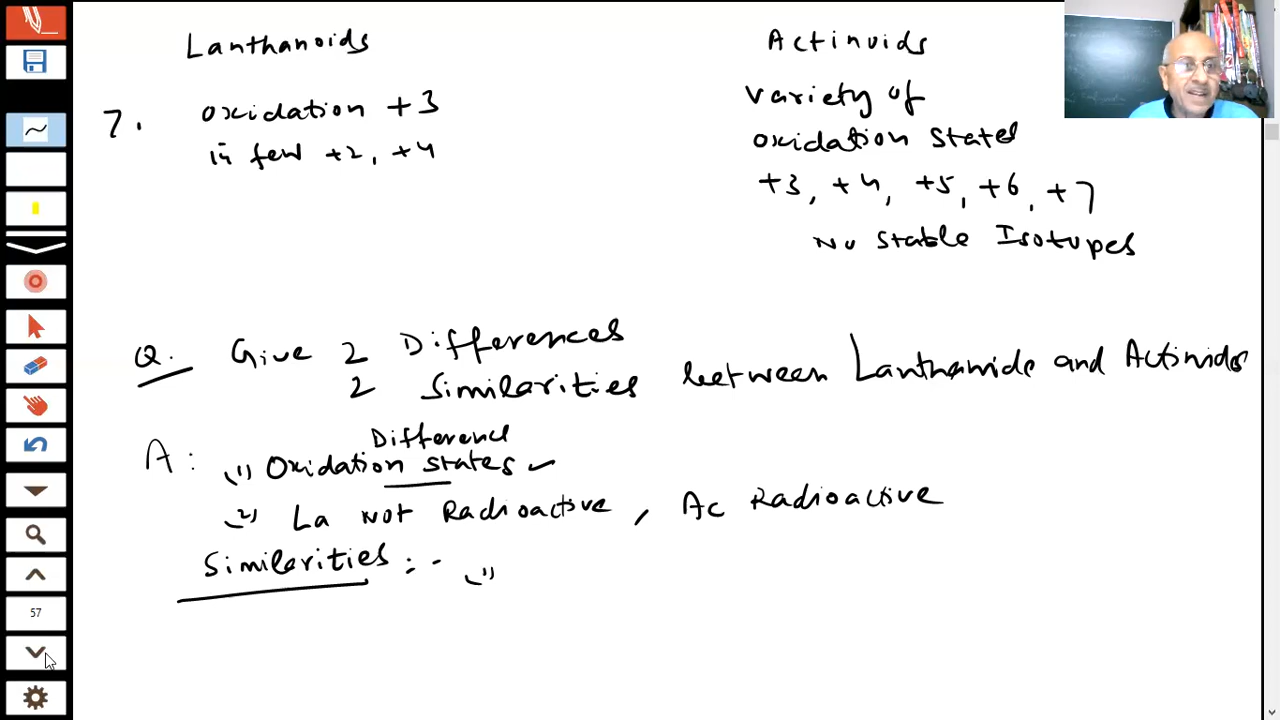 Lanthanoids Actinoids
7. oxidation +3
in few +2, +4
variety of
oxidation states
+3, +4, +5, +6, +7
No stable Isotopes
Q. Give 2 Differences
2 Similarities between Lanthanide and Actinides
A: Difference
(1) Oxidation states ✓
(2) La not Radioactive, Ac Radioactive
Similarities :- (1)
57